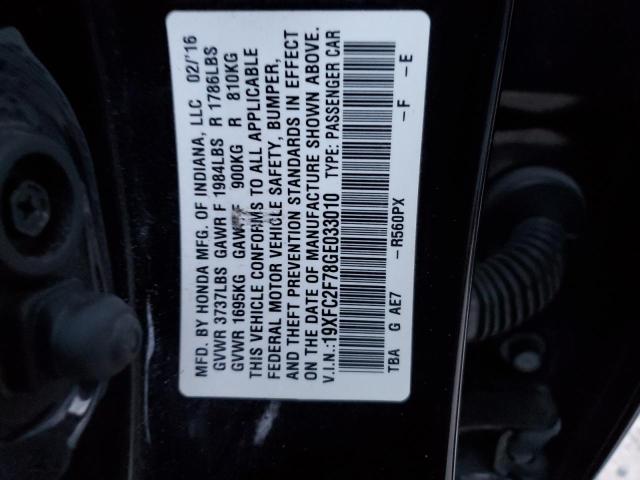 MFD. BY HONDA MFG. OF INDIANA, LLC 02/'16
GVWR 3737LBS GAWR F 1984LBS R 1786LBS
GVWR 1695KG GAWR F 900KG R 810KG
THIS VEHICLE CONFORMS TO ALL APPLICABLE
FEDERAL MOTOR VEHICLE SAFETY, BUMPER,
AND THEFT PREVENTION STANDARDS IN EFFECT
ON THE DATE OF MANUFACTURE SHOWN ABOVE.
V.I.N.:19XFC2F78GE033010 TYPE: PASSENGER CAR
TBA G AE7 -R560PX -F -E